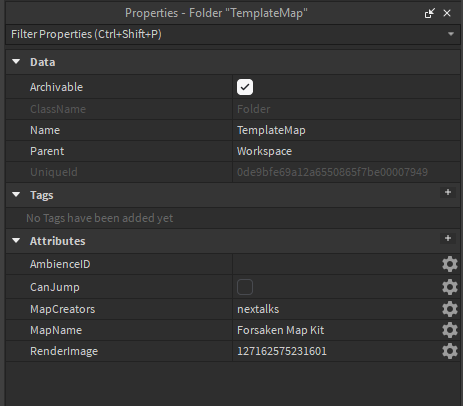 Properties - Folder "TemplateMap"
Filter Properties (Ctrl+Shift+P)
Data
Archivable
ClassName Folder
Name TemplateMap
Parent Workspace
UniqueId 0de9bfe69a12a6550865f7be00007949
Tags +
No Tags have been added yet
Attributes +
AmbienceID
CanJump
MapCreators nextalks
MapName Forsaken Map Kit
RenderImage 127162575231601